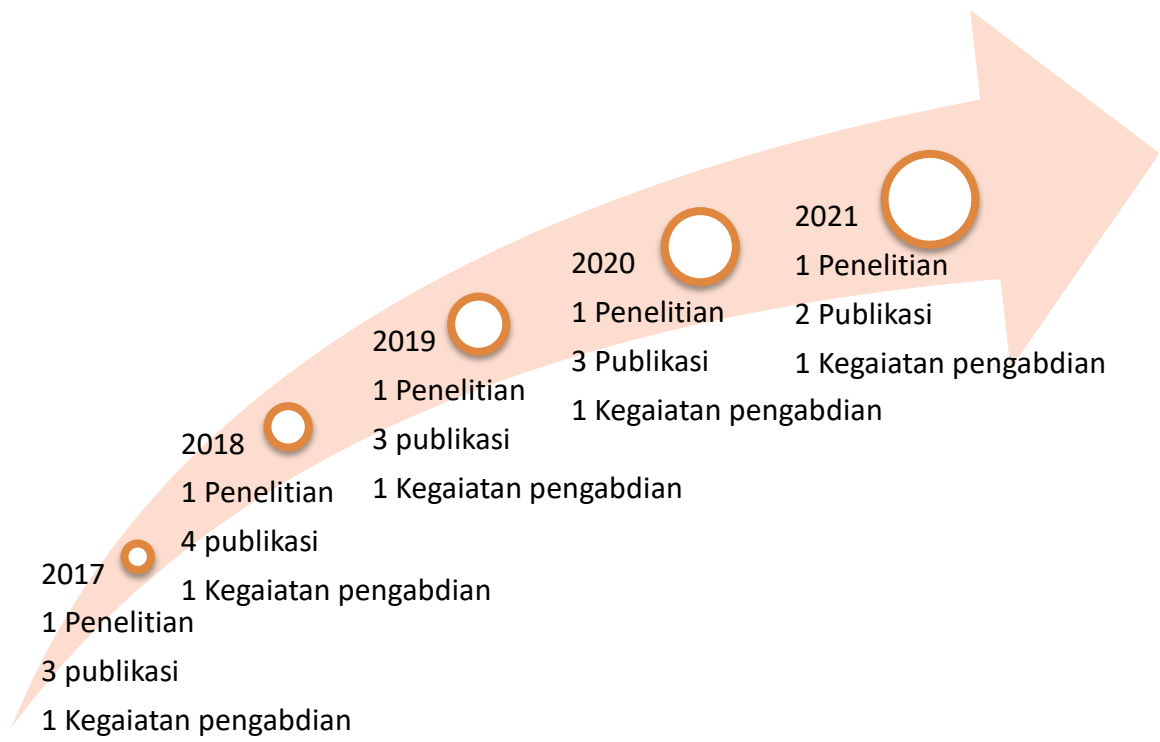 2017
1 Penelitian
3 publikasi
1 Kegaiatan pengabdian
2018
1 Penelitian
4 publikasi
1 Kegaiatan pengabdian
2019
1 Penelitian
3 publikasi
1 Kegaiatan pengabdian
2020
1 Penelitian
3 Publikasi
1 Kegaiatan pengabdian
2021
1 Penelitian
2 Publikasi
1 Kegaiatan pengabdian